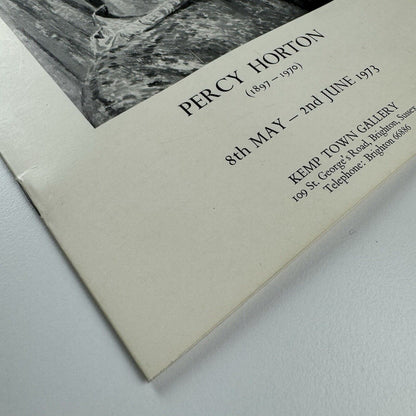 PERCY HORTON
(1897 – 1970)
8th MAY — 2nd JUNE 1973
KEMP TOWN GALLERY
109 St. George's Road, Brighton, Sussex
Telephone: Brighton 66886